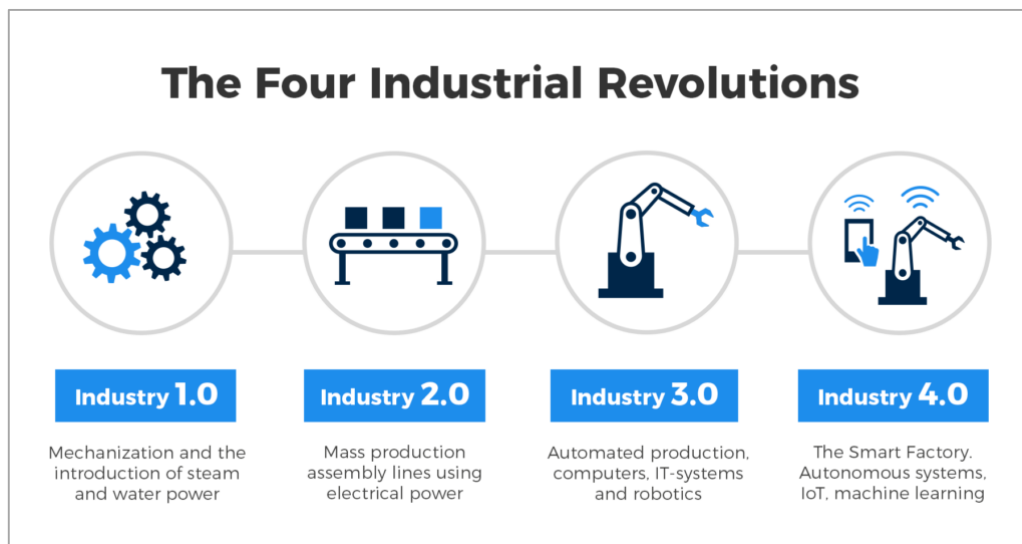 The Four Industrial Revolutions
Industry 1.0
Mechanization and the
introduction of steam
and water power
Industry 2.0
Mass production
assembly lines using
electrical power
Industry 3.0
Automated production,
computers, IT-systems
and robotics
Industry 4.0
The Smart Factory.
Autonomous systems,
IoT, machine learning